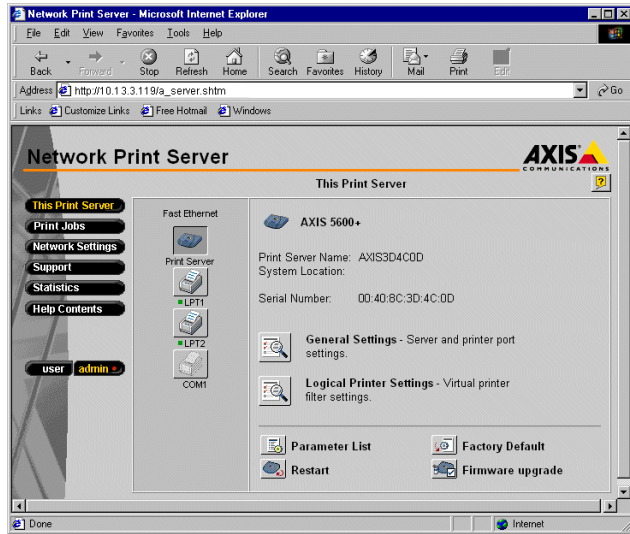 Network Print Server - Microsoft Internet Explorer
File Edit View Favorites Tools Help
Back Forward Stop Refresh Home Search Favorites History Mail Print Edit
Address http://10.13.3.119/a_server.shtm Go
Links Customize Links Free Hotmail Windows
Network Print Server
AXIS
COMMUNICATIONS
This Print Server
?
This Print Server
Print Jobs
Network Settings
Support
Statistics
Help Contents
user admin
Fast Ethernet
Print Server
LPT1
LPT2
COM1
AXIS 5600+
Print Server Name: AXIS3D4C0D
System Location:
Serial Number: 00:40:8C:3D:4C:0D
General Settings - Server and printer port
settings.
Logical Printer Settings - Virtual printer
filter settings.
Parameter List
Factory Default
Restart
Firmware upgrade
Done
Internet